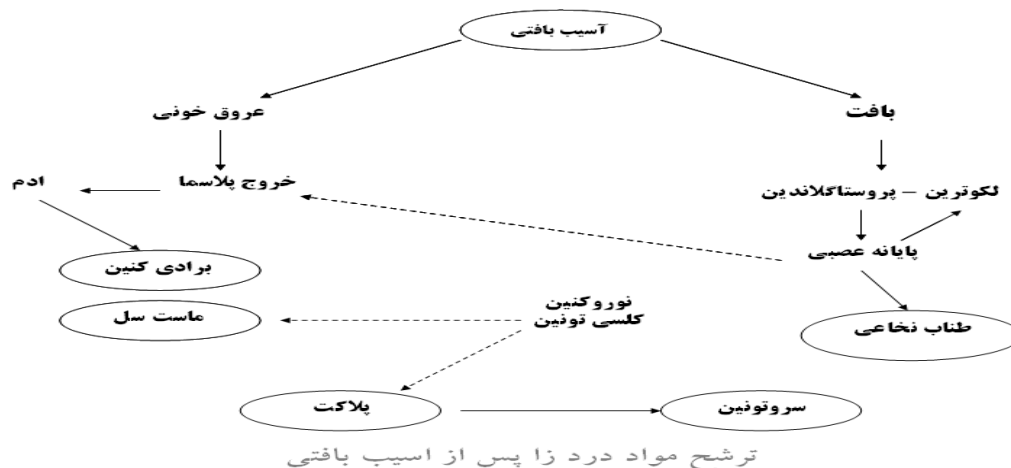 آسیب بافتی
عروق خونی
بافت
ادم
خروج پلاسما
لکوترین – پروستاگلاندین
پایانه عصبی
برادی کنین
نوروکنین
کلسی تونین
ماست سل
طناب نخاعی
پلاکت
سروتونین
ترشح مواد درد زا پس از اسیب بافتی